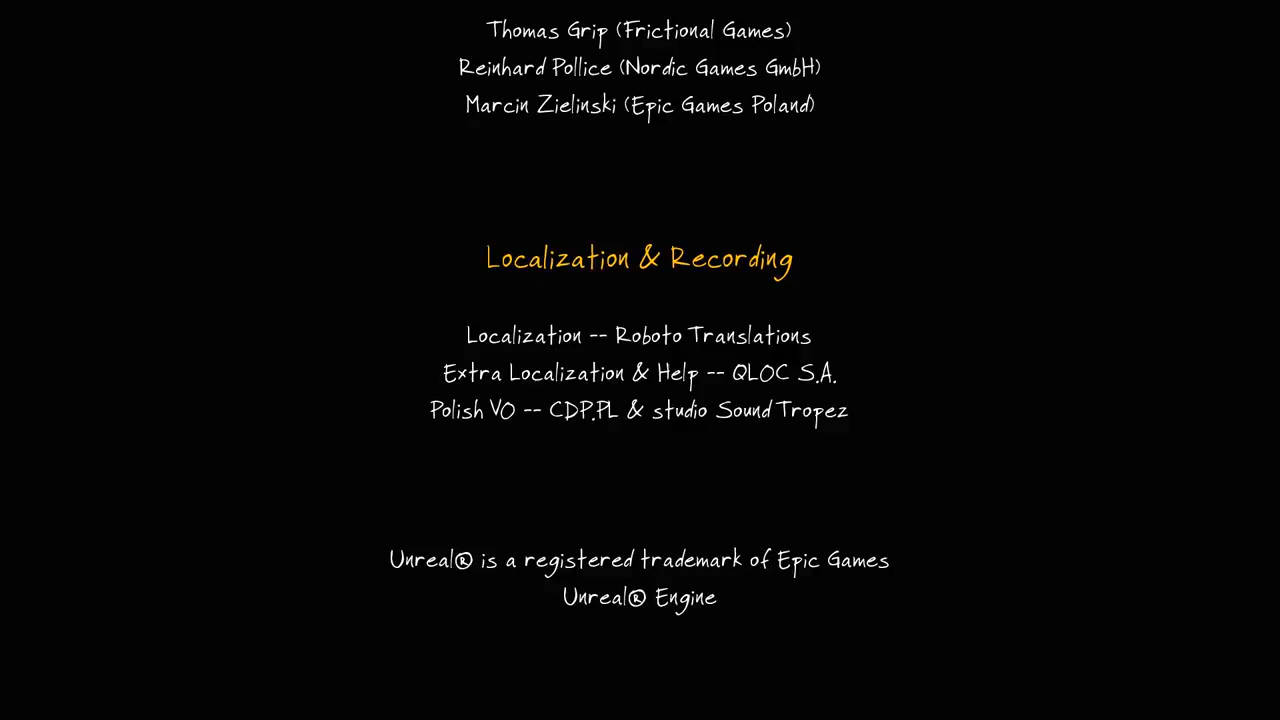 Thomas Grip (Frictional Games)
Reinhard Pollice (Nordic Games GmbH)
Marcin Zielinski (Epic Games Poland)
Localization & Recording
Localization -- Roboto Translations
Extra Localization & Help -- QLOC S.A.
Polish VO -- CDP.PL & studio Sound Tropez
Unreal® is a registered trademark of Epic Games
Unreal® Engine